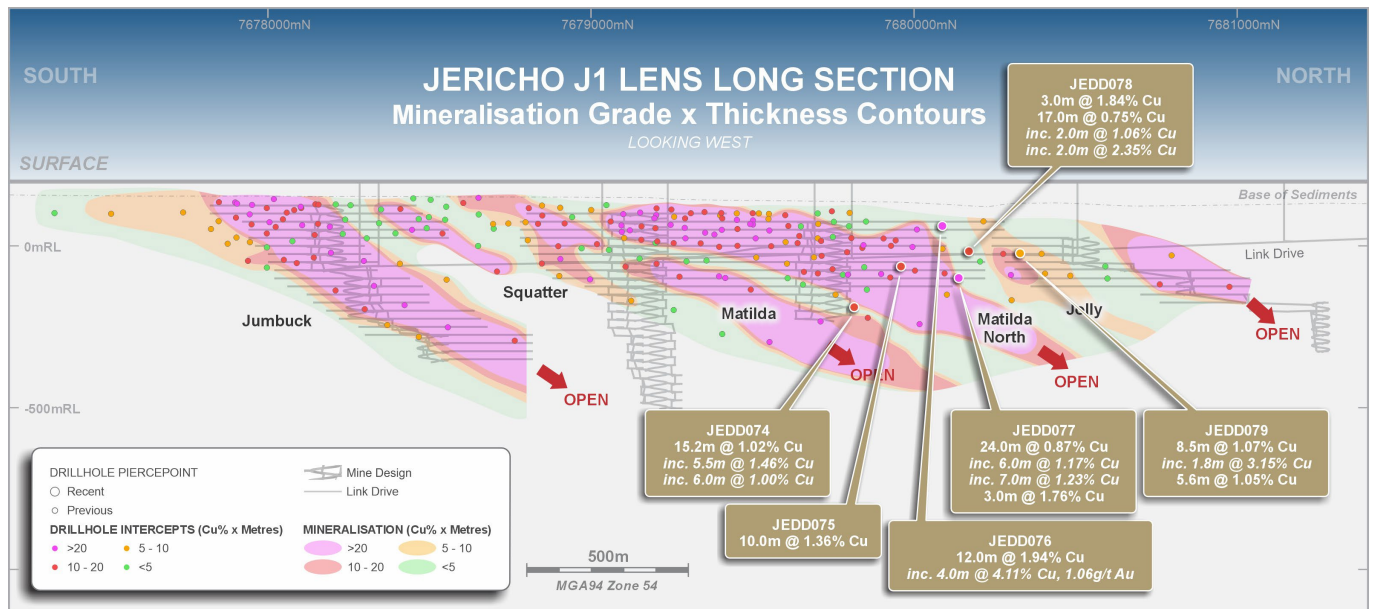 7678000mN
7679000mN
7680000mN
7681000mN
SOUTH
NORTH
JERICHO J1 LENS LONG SECTION
Mineralisation Grade x Thickness Contours
LOOKING WEST
JEDD078
3.0m @ 1.84% Cu
17.0m @ 0.75% Cu
inc. 2.0m @ 1.06% Cu
inc. 2.0m @ 2.35% Cu
SURFACE
Base of Sediments
0mRL
Link Drive
Squatter
Jumbuck
Matilda
Matilda
North
Jolly
OPEN
OPEN
OPEN
OPEN
-500mRL
JEDD074
15.2m @ 1.02% Cu
inc. 5.5m @ 1.46% Cu
inc. 6.0m @ 1.00% Cu
JEDD077
24.0m @ 0.87% Cu
inc. 6.0m @ 1.17% Cu
inc. 7.0m @ 1.23% Cu
3.0m @ 1.76% Cu
JEDD079
8.5m @ 1.07% Cu
inc. 1.8m @ 3.15% Cu
5.6m @ 1.05% Cu
JEDD075
10.0m @ 1.36% Cu
JEDD076
12.0m @ 1.94% Cu
inc. 4.0m @ 4.11% Cu, 1.06g/t Au
DRILLHOLE PIERCEPOINT
Recent
Previous
Mine Design
Link Drive
DRILLHOLE INTERCEPTS (Cu% x Metres)
>20
5 - 10
10 - 20
<5
MINERALISATION (Cu% x Metres)
>20
5 - 10
10 - 20
<5
500m
MGA94 Zone 54